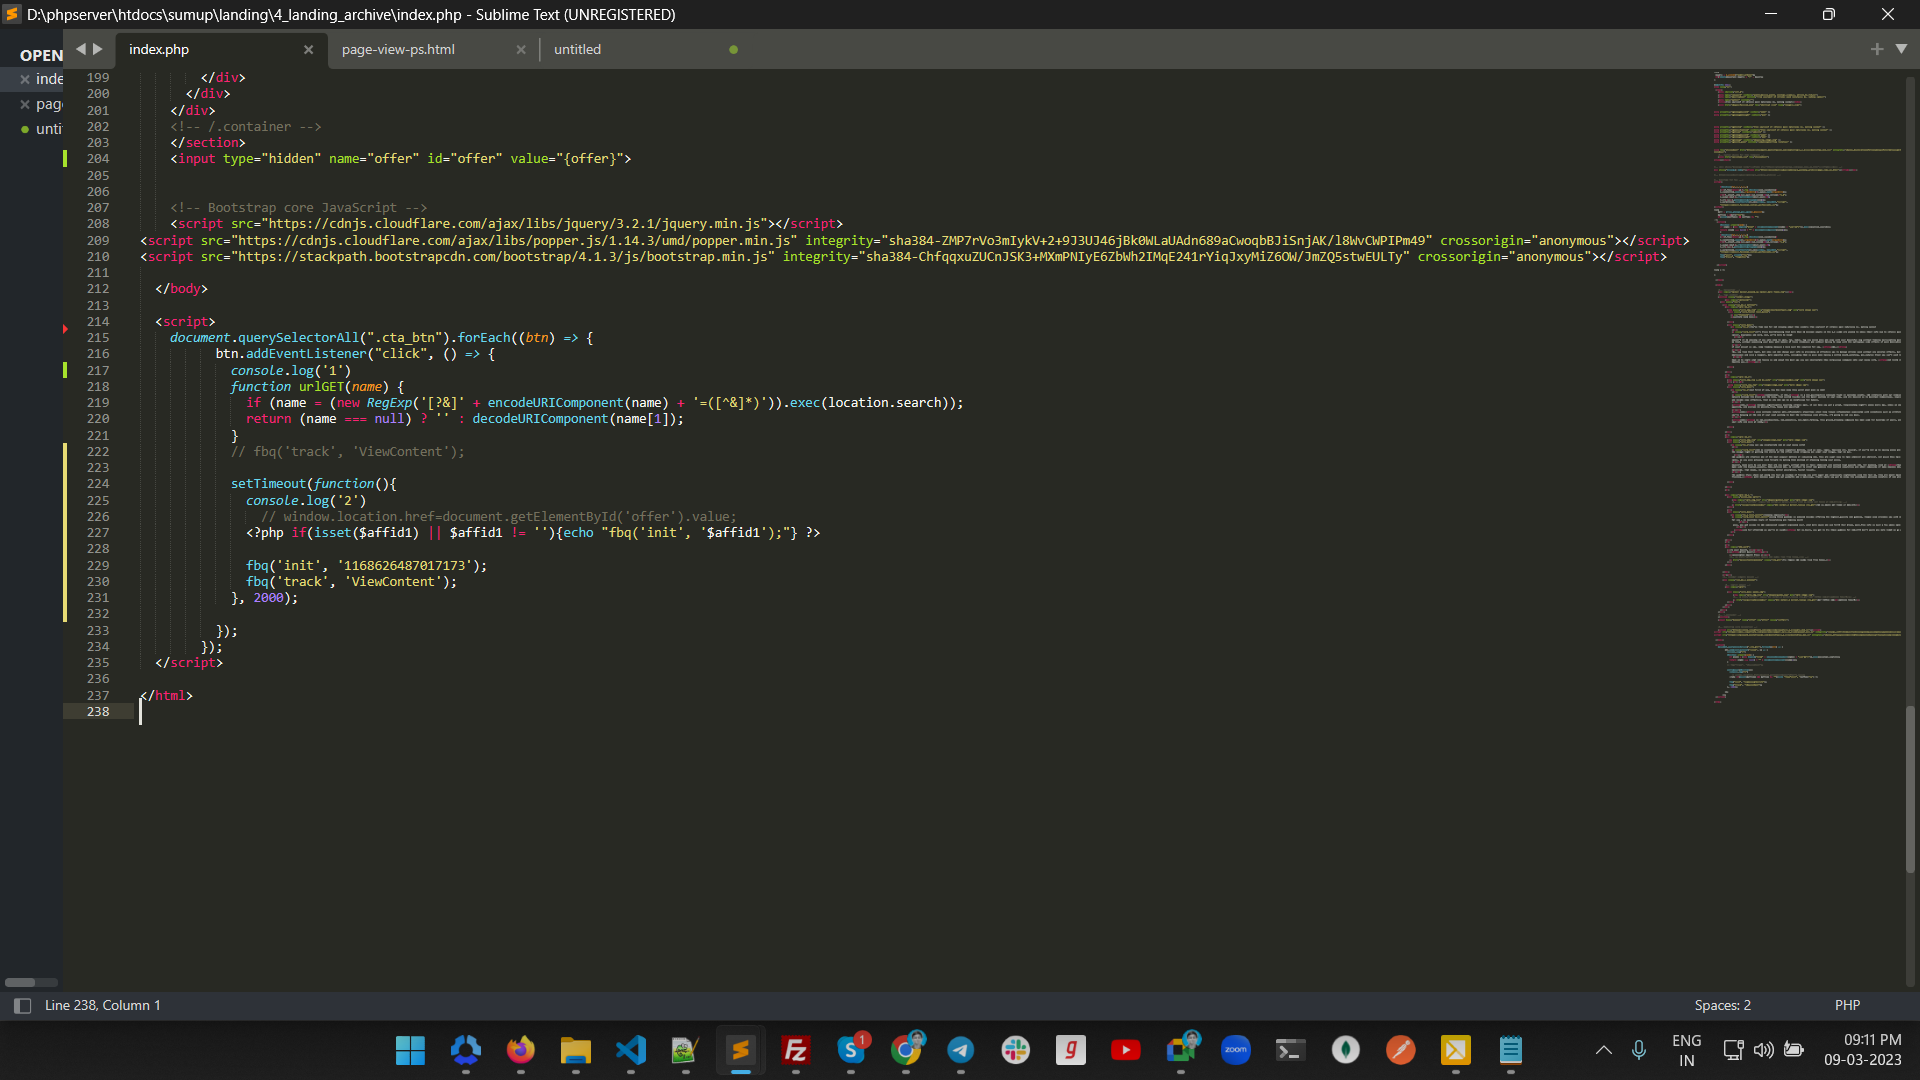 D:\phpserver\htdocs\sumup\landing\4_landing_archive\index.php - Sublime Text (UNREGISTERED)
OPEN
inde
pag
unti
index.php
page-view-ps.html
untitled
199 </div>
200 </div>
201 </div>
202 <!-- /.container -->
203 </section>
204 <input type="hidden" name="offer" id="offer" value="{offer}">
205
206
207 <!-- Bootstrap core JavaScript -->
208 <script src="https://cdnjs.cloudflare.com/ajax/libs/jquery/3.2.1/jquery.min.js"></script>
209 <script src="https://cdnjs.cloudflare.com/ajax/libs/popper.js/1.14.3/umd/popper.min.js" integrity="sha384-ZMP7rVo3mIykV+2+9J3UJ46jBk0WLaUAdn689aCwoqbBJiSnjAK/l8WvCWPIPm49" crossorigin="anonymous"></script>
210 <script src="https://stackpath.bootstrapcdn.com/bootstrap/4.1.3/js/bootstrap.min.js" integrity="sha384-ChfqqxuZUCnJSK3+MXmPNIyE6ZbWh2IMqE241rYiqJxyMiZ6OW/JmZQ5stwEULTy" crossorigin="anonymous"></script>
211
212 </body>
213
214 <script>
215 document.querySelectorAll(".cta_btn").forEach((btn) => {
216 btn.addEventListener("click", () => {
217 console.log('1')
218 function urlGET(name) {
219 if (name = (new RegExp('[?&]' + encodeURIComponent(name) + '=([^&]*)')).exec(location.search));
220 return (name === null) ? '' : decodeURIComponent(name[1]);
221 }
222 // fbq('track', 'ViewContent');
223
224 setTimeout(function(){
225 console.log('2')
226 // window.location.href=document.getElementById('offer').value;
227 <?php if(isset($affid1) || $affid1 != ''){echo "fbq('init', '$affid1');"} ?>
228
229 fbq('init', '1168626487017173');
230 fbq('track', 'ViewContent');
231 }, 2000);
232
233 });
234 });
235 </script>
236
237 </html>
238
Line 238, Column 1
Spaces: 2
PHP
1
zoom
ENG
IN
09:11 PM
09-03-2023